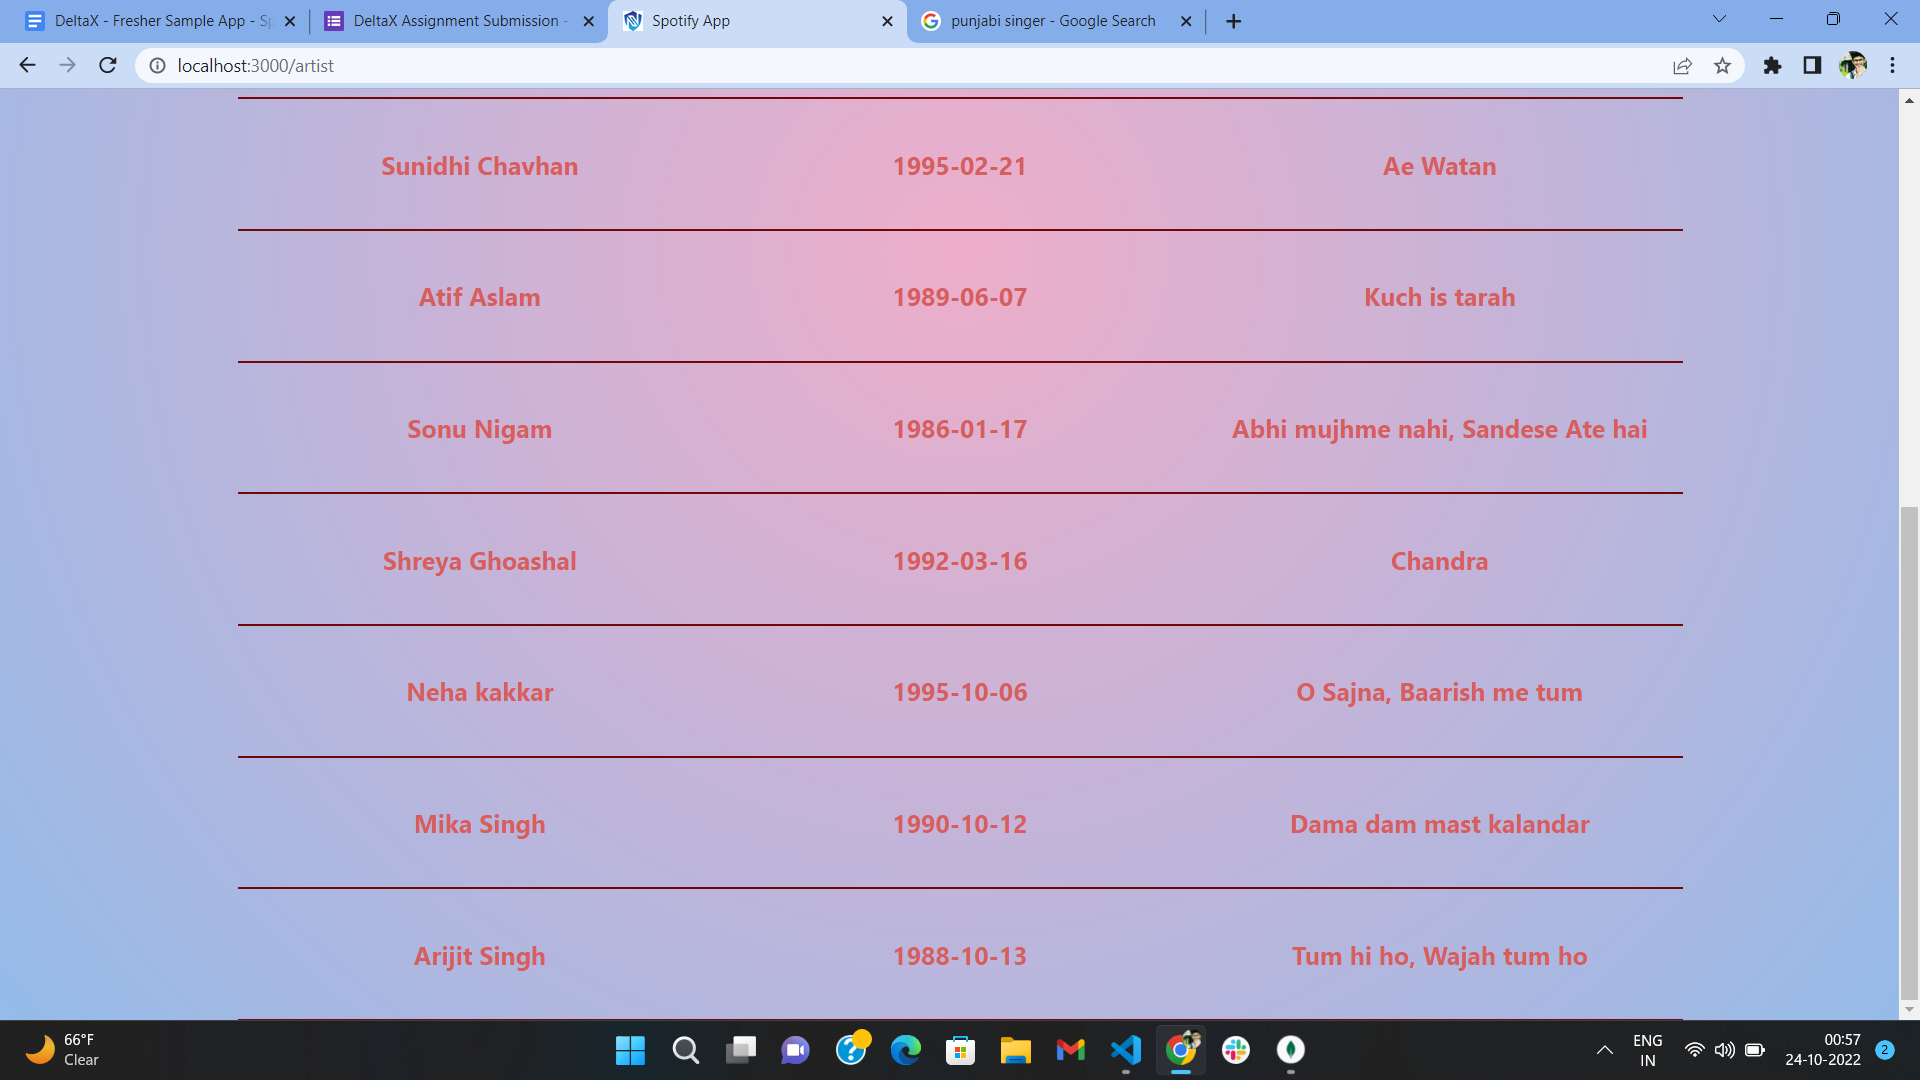 DeltaX - Fresher Sample App - Sp
DeltaX Assignment Submission -
Spotify App
punjabi singer - Google Search
localhost:3000/artist
Sunidhi Chavhan 1995-02-21 Ae Watan
Atif Aslam 1989-06-07 Kuch is tarah
Sonu Nigam 1986-01-17 Abhi mujhme nahi, Sandese Ate hai
Shreya Ghoashal 1992-03-16 Chandra
Neha kakkar 1995-10-06 O Sajna, Baarish me tum
Mika Singh 1990-10-12 Dama dam mast kalandar
Arijit Singh 1988-10-13 Tum hi ho, Wajah tum ho
66°F
Clear
ENG
IN
00:57
24-10-2022
2